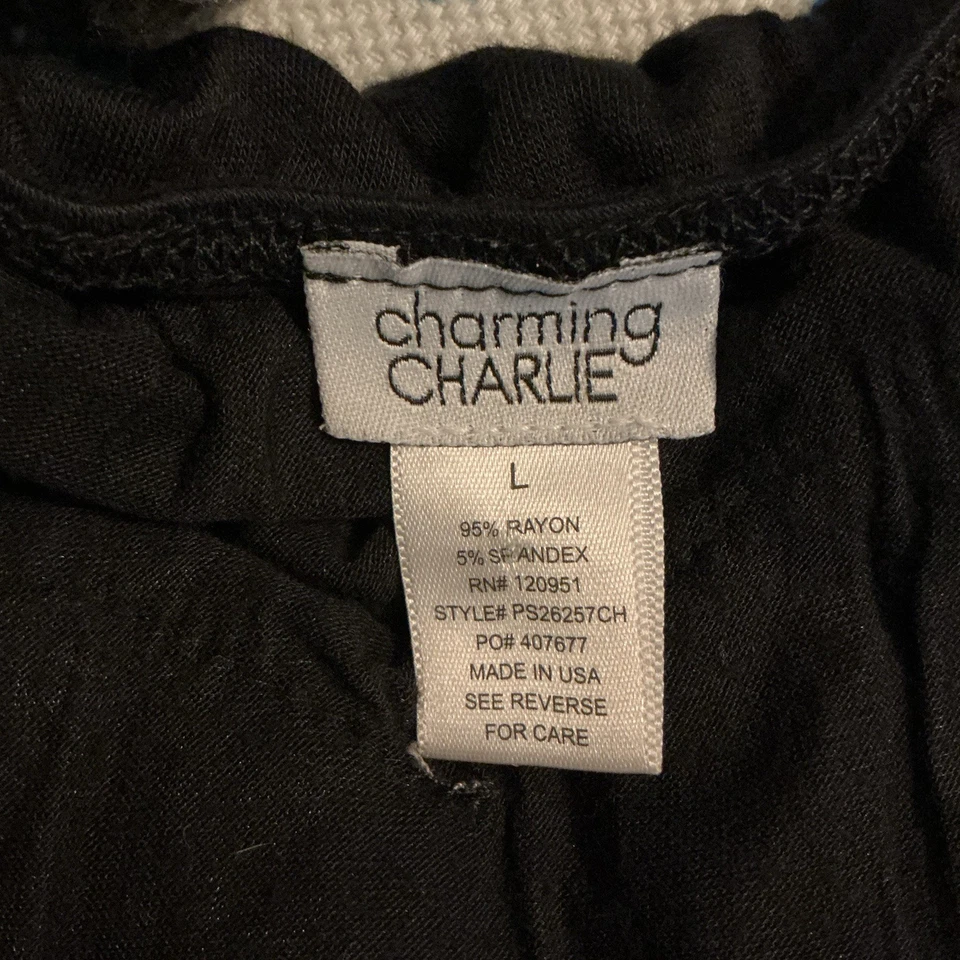 charming
CHARLIE
L
95% RAYON
5% SPANDEX
RN# 120951
STYLE# PS26257CH
PO# 407677
MADE IN USA
SEE REVERSE
FOR CARE